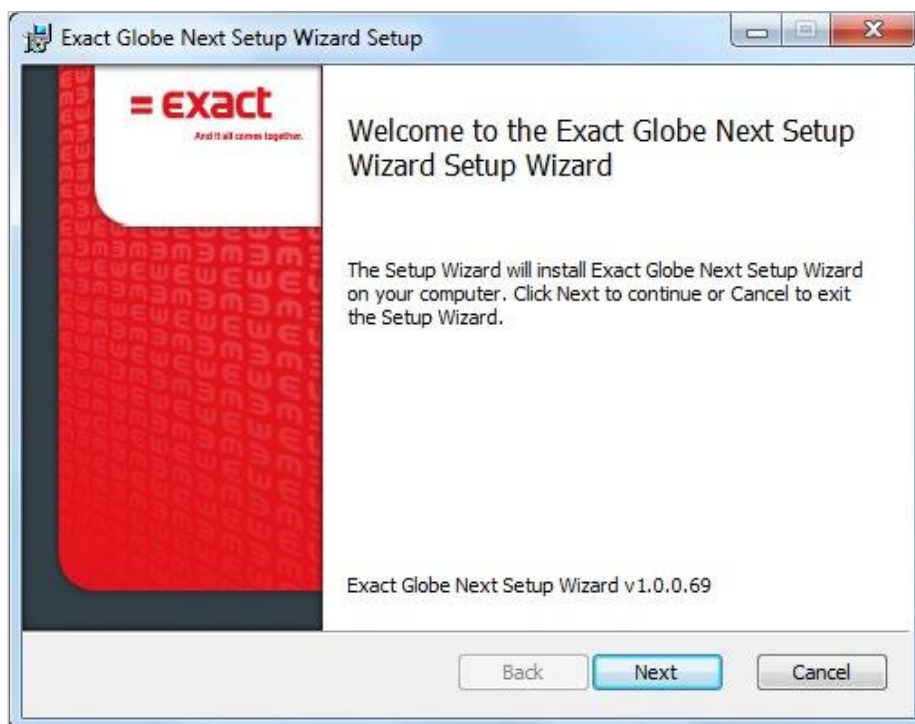 Exact Globe Next Setup Wizard Setup
= exact
And it all comes together.
Welcome to the Exact Globe Next Setup
Wizard Setup Wizard
The Setup Wizard will install Exact Globe Next Setup Wizard
on your computer. Click Next to continue or Cancel to exit
the Setup Wizard.
Exact Globe Next Setup Wizard v1.0.0.69
Back Next Cancel